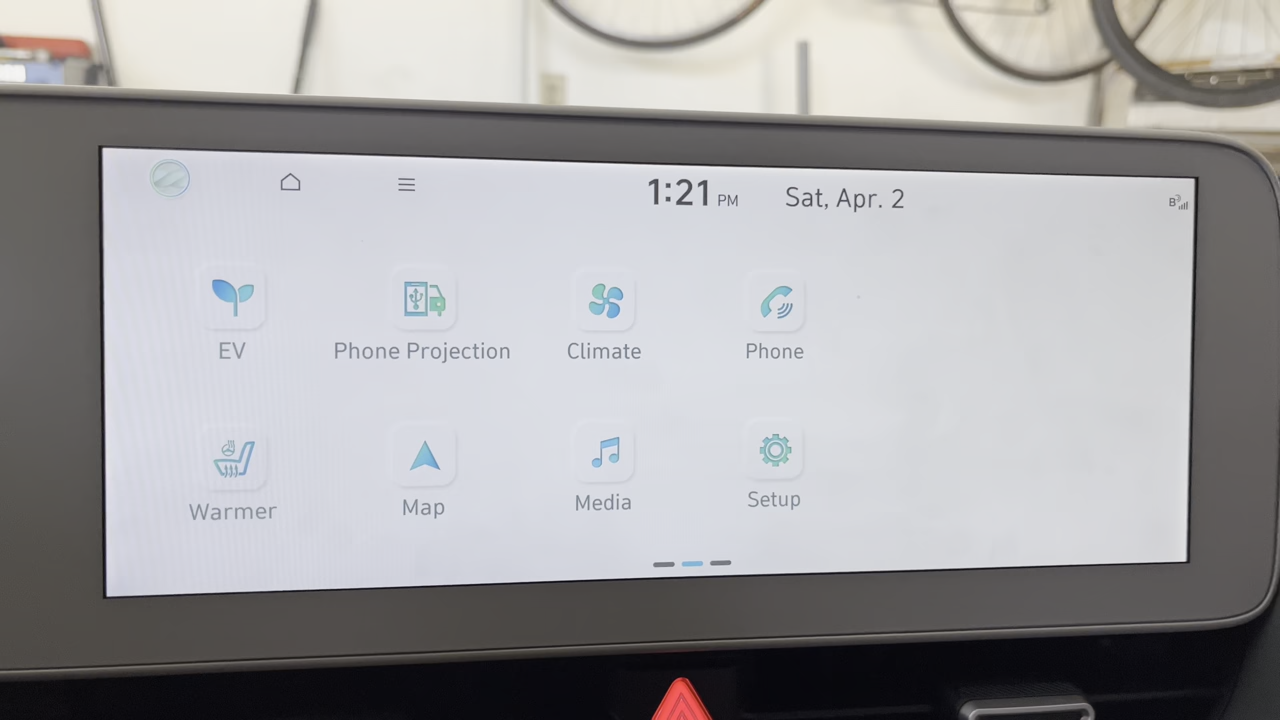 1:21 PM Sat, Apr. 2
B
EV Phone Projection Climate Phone
Warmer Map Media Setup